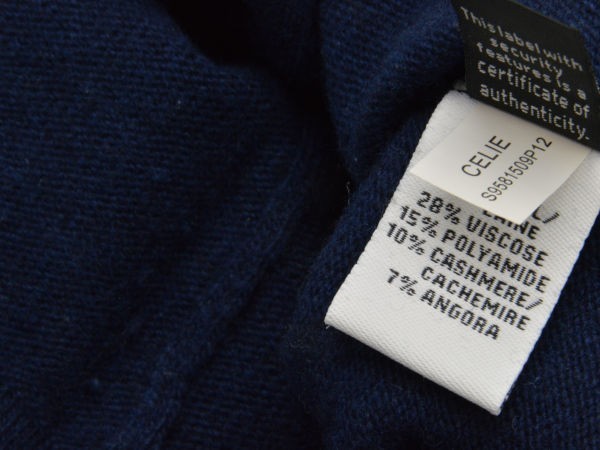 This label with
security
features is a
certificate of
authenticity.
CELIE
S9581509P12
28% VISCOSE
15% POLYAMIDE
10% CASHMERE/
CACHEMIRE
7% ANGORA